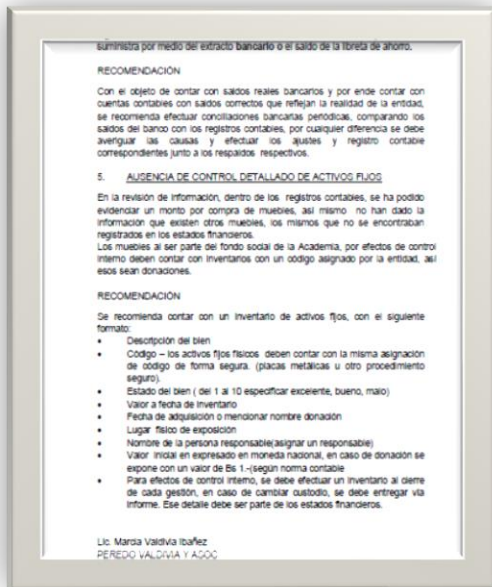 suministra por medio del extracto bancario o el saldo de la libreta de ahorro.
RECOMENDACIÓN
Con el objeto de contar con saldos reales bancarios y por ende contar con
cuentas contables con saldos correctos que reflejan la realidad de la entidad,
se recomienda efectuar conciliaciones bancarias periódicas, comparando los
saldos del banco con los registros contables, por cualquier diferencia se debe
averiguar las causas y efectuar los ajustes y registro contable
correspondientes junto a los respaldos respectivos.
5. AUSENCIA DE CONTROL DETALLADO DE ACTIVOS FIJOS
En la revisión de información, dentro de los registros contables, se ha podido
evidenciar un monto por compra de muebles, así mismo no han dado la
información que existen otros muebles, los mismos que no se encontraban
registrados en los estados financieros.
Los muebles al ser parte del fondo social de la Academia, por efectos de control
interno deben contar con inventarios con un código asignado por la entidad, así
esos sean donaciones.
RECOMENDACIÓN
Se recomienda contar con un inventario de activos fijos, con el siguiente
formato:
• Descripción del bien
• Código – los activos fijos físicos deben contar con la misma asignación
de código de forma segura. (placas metálicas u otro procedimiento
seguro).
• Estado del bien ( del 1 al 10 especificar excelente, bueno, malo)
• Valor a fecha de inventario
• Fecha de adquisición o mencionar nombre donación
• Lugar físico de exposición
• Nombre de la persona responsable(asignar un responsable)
• Valor inicial en expresado en moneda nacional, en caso de donación se
expone con un valor de Bs 1.-(según norma contable
• Para efectos de control interno, se debe efectuar un inventario al cierre
de cada gestión, en caso de cambiar custodio, se debe entregar vía
informe. Ese detalle debe ser parte de los estados financieros.
Lic. Marcia Valdivia Ibañez
PEREDO VALDIVIA Y ASOC